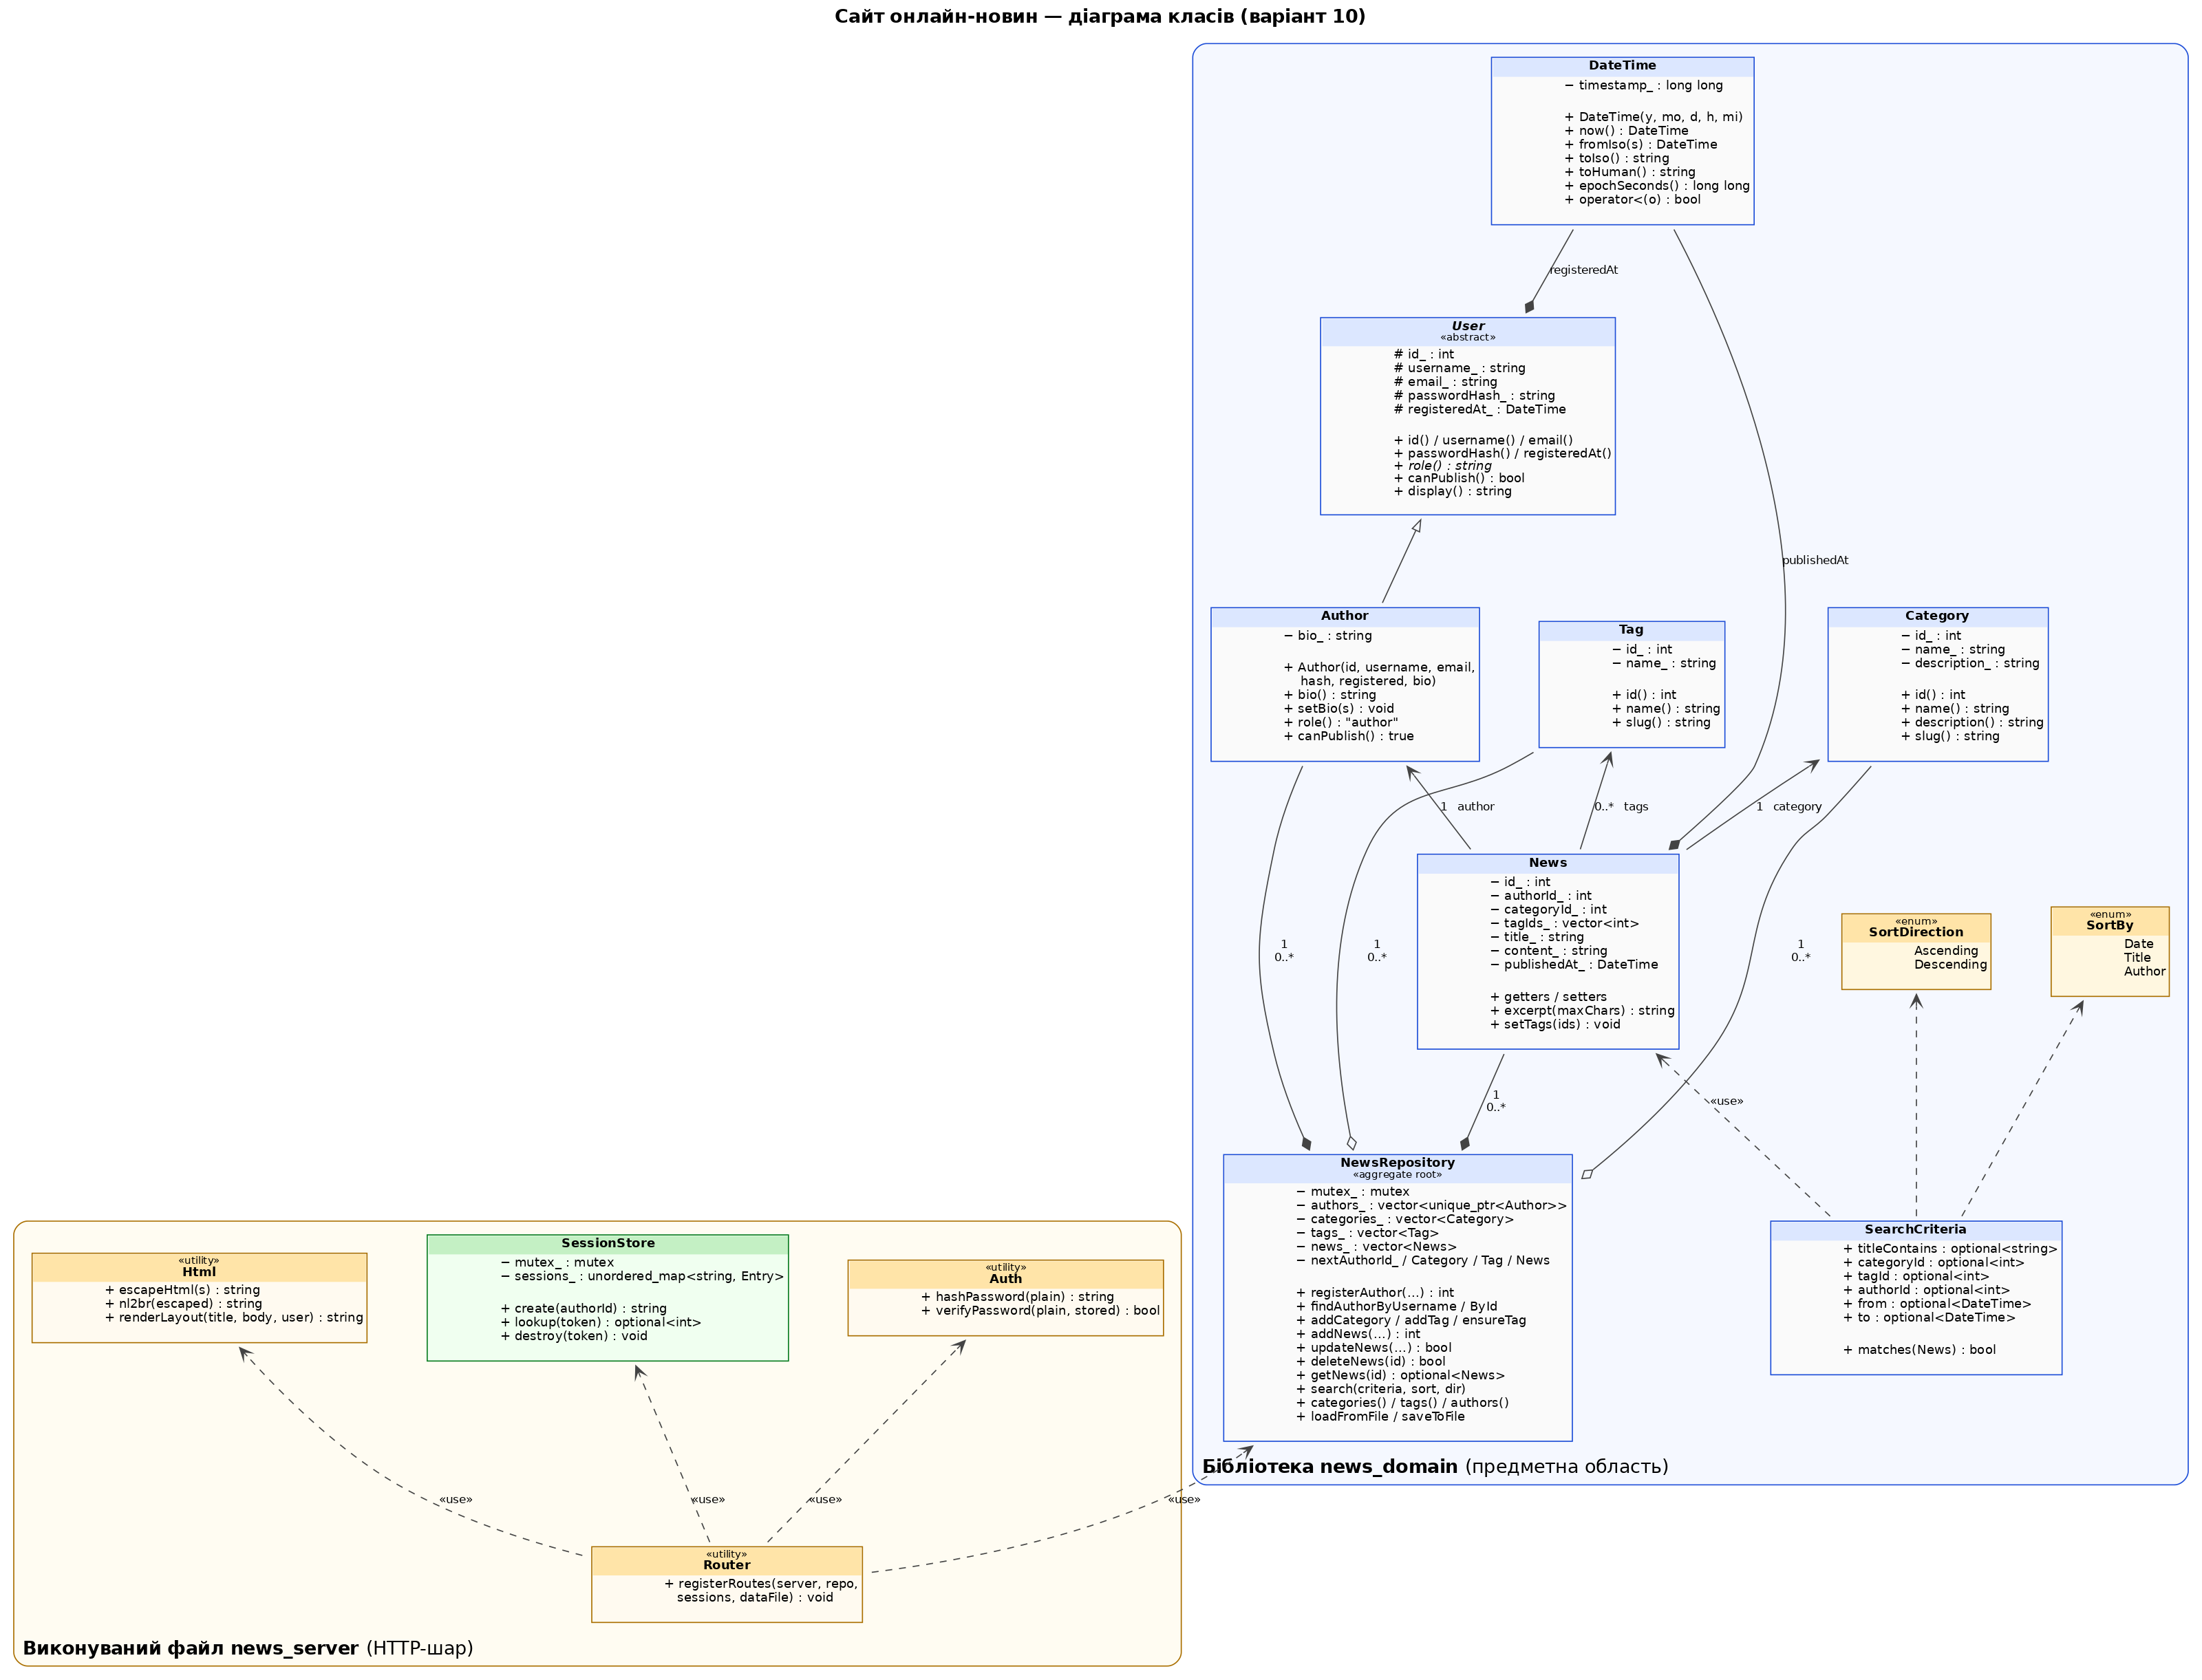 Сайт онлайн-новин — діаграма класів (варіант 10)
DateTime
− timestamp_ : long long
+ DateTime(y, mo, d, h, mi)
+ now() : DateTime
+ fromIso(s) : DateTime
+ toIso() : string
+ toHuman() : string
+ epochSeconds() : long long
+ operator<(o) : bool
registeredAt
User
«abstract»
# id_ : int
# username_ : string
# email_ : string
# passwordHash_ : string
# registeredAt_ : DateTime
+ id() / username() / email()
+ passwordHash() / registeredAt()
+ role() : string
+ canPublish() : bool
+ display() : string
publishedAt
Author
− bio_ : string
+ Author(id, username, email,
hash, registered, bio)
+ bio() : string
+ setBio(s) : void
+ role() : "author"
+ canPublish() : true
Tag
− id_ : int
− name_ : string
+ id() : int
+ name() : string
+ slug() : string
Category
− id_ : int
− name_ : string
− description_ : string
+ id() : int
+ name() : string
+ description() : string
+ slug() : string
1 author
0..* tags
1 category
News
− id_ : int
− authorId_ : int
− categoryId_ : int
− tagIds_ : vector<int>
− title_ : string
− content_ : string
− publishedAt_ : DateTime
+ getters / setters
+ excerpt(maxChars) : string
+ setTags(ids) : void
«enum»
SortDirection
Ascending
Descending
«enum»
SortBy
Date
Title
Author
1
0..*
1
0..*
1
0..*
1
0..*
«use»
NewsRepository
«aggregate root»
− mutex_ : mutex
− authors_ : vector<unique_ptr<Author>>
− categories_ : vector<Category>
− tags_ : vector<Tag>
− news_ : vector<News>
− nextAuthorId_ / Category / Tag / News
+ registerAuthor(...) : int
+ findAuthorByUsername / ById
+ addCategory / addTag / ensureTag
+ addNews(...) : int
+ updateNews(...) : bool
+ deleteNews(id) : bool
+ getNews(id) : optional<News>
+ search(criteria, sort, dir)
+ categories() / tags() / authors()
+ loadFromFile / saveToFile
SearchCriteria
+ titleContains : optional<string>
+ categoryId : optional<int>
+ tagId : optional<int>
+ authorId : optional<int>
+ from : optional<DateTime>
+ to : optional<DateTime>
+ matches(News) : bool
Бібліотека news_domain (предметна область)
«utility»
Html
+ escapeHtml(s) : string
+ nl2br(escaped) : string
+ renderLayout(title, body, user) : string
SessionStore
− mutex_ : mutex
− sessions_ : unordered_map<string, Entry>
+ create(authorId) : string
+ lookup(token) : optional<int>
+ destroy(token) : void
«utility»
Auth
+ hashPassword(plain) : string
+ verifyPassword(plain, stored) : bool
«use»
«use»
«use»
«use»
«utility»
Router
+ registerRoutes(server, repo,
sessions, dataFile) : void
Виконуваний файл news_server (HTTP-шар)